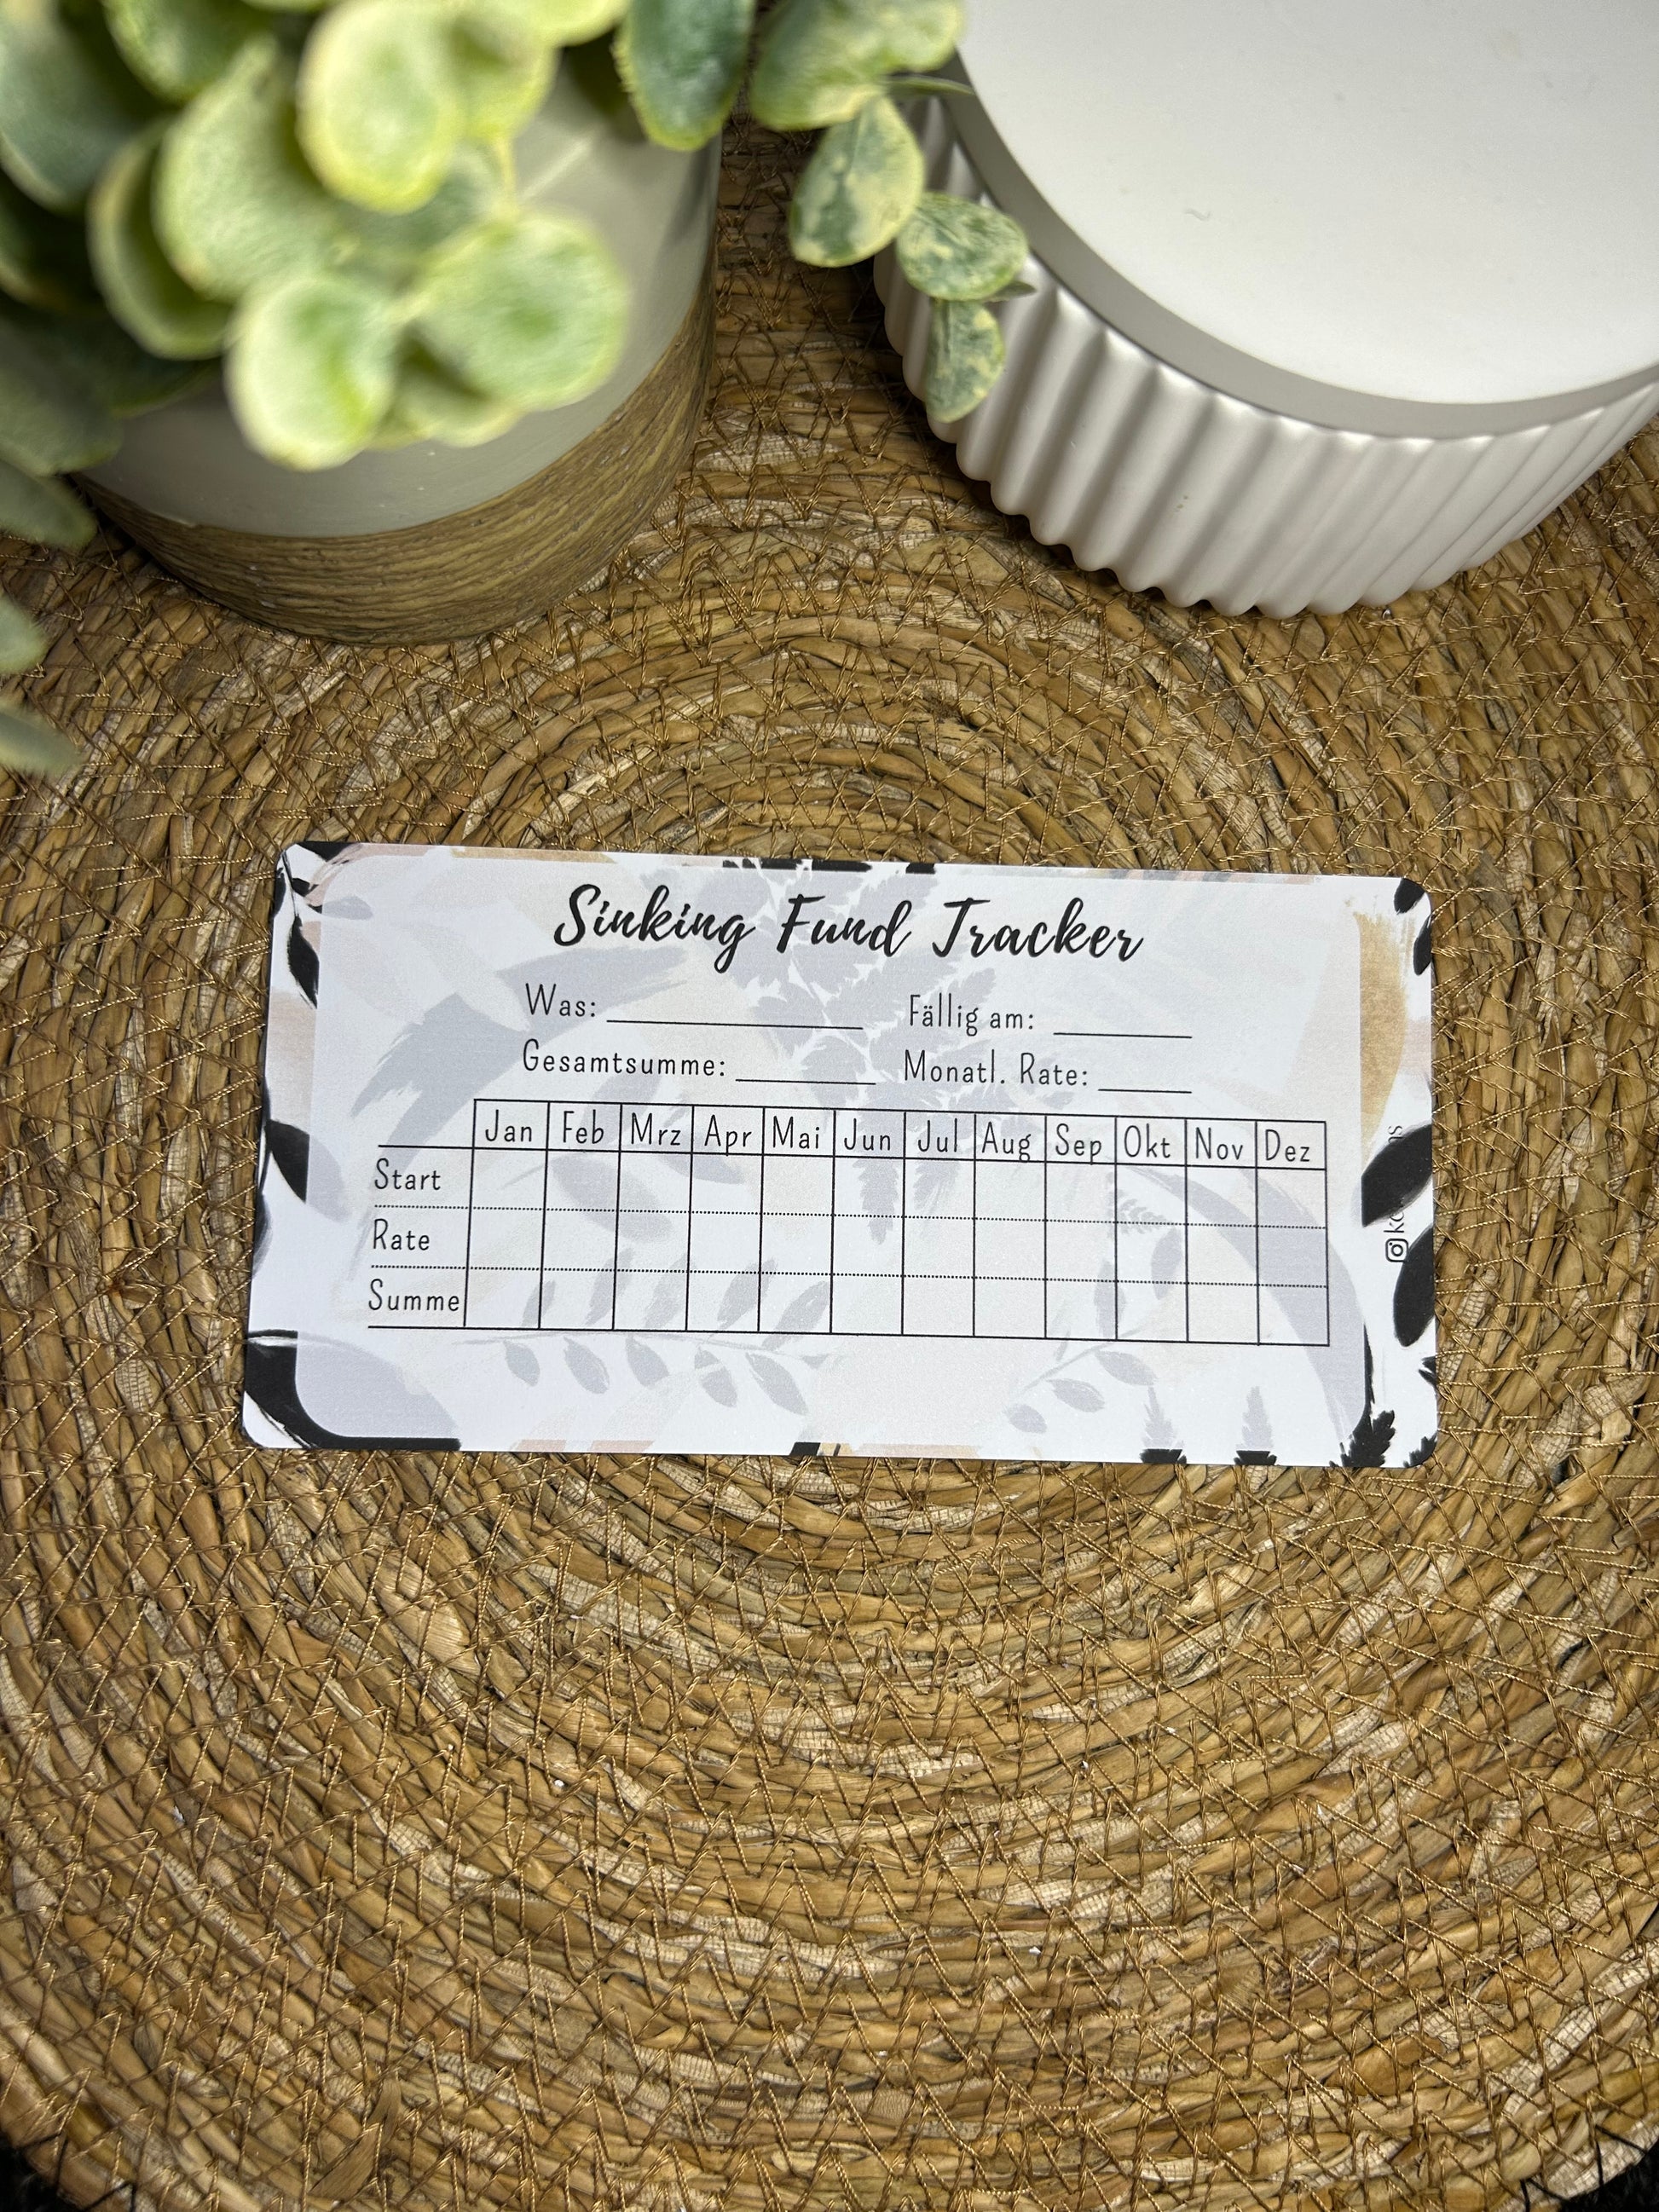 Sinking Fund Tracker
Was: Fällig am:
Gesamtsumme: Monatl. Rate:
Jan Feb Mrz Apr Mai Jun Jul Aug Sep Okt Nov Dez
Start
Rate
Summe